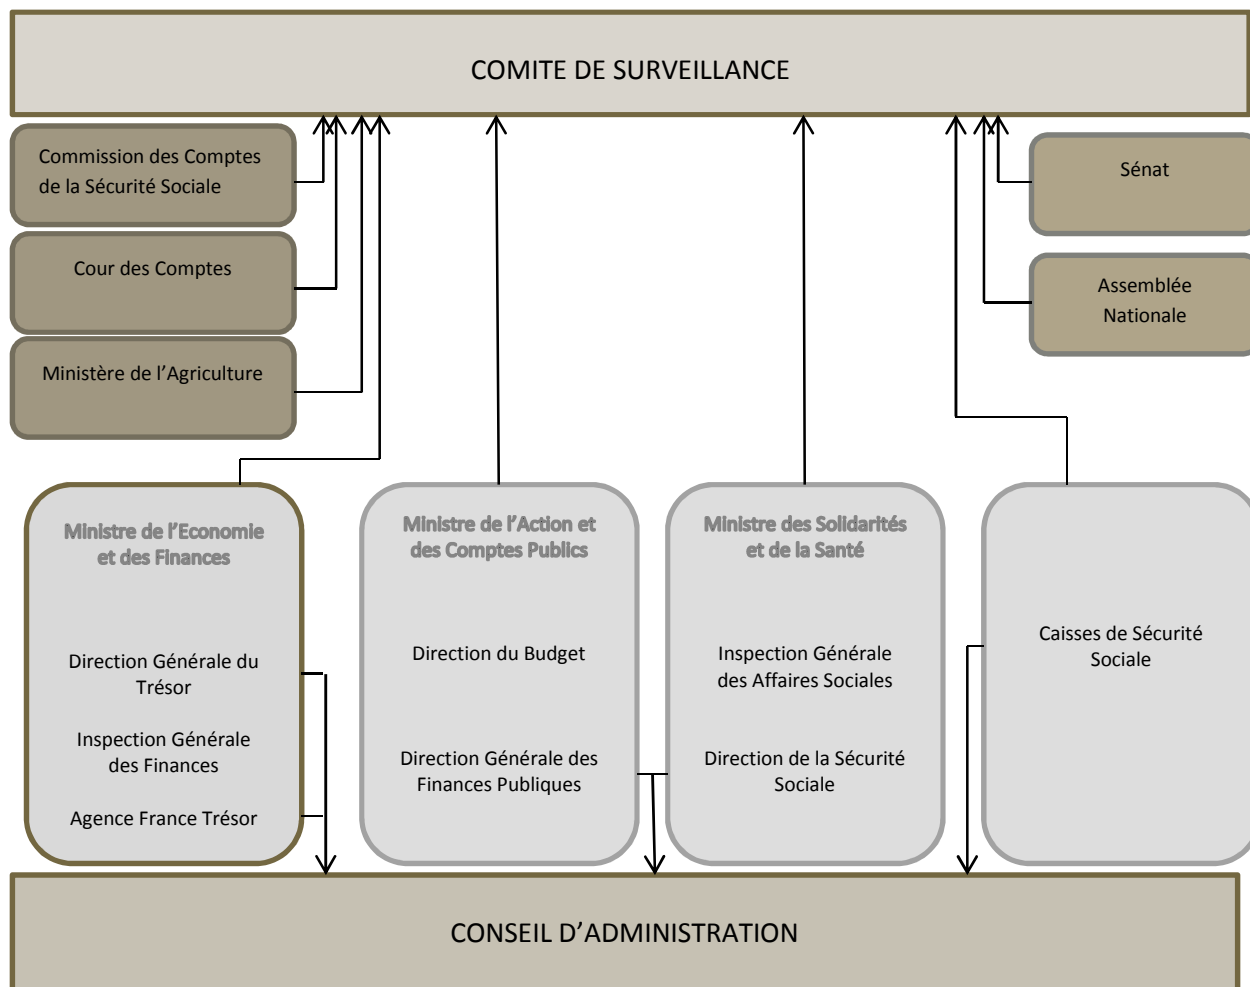 COMITE DE SURVEILLANCE
Commission des Comptes
de la Sécurité Sociale
Cour des Comptes
Ministère de l’Agriculture
Sénat
Assemblée
Nationale
Ministre de l’Economie
et des Finances
Direction Générale du
Trésor
Inspection Générale
des Finances
Agence France Trésor
Ministre de l’Action et
des Comptes Publics
Direction du Budget
Direction Générale des
Finances Publiques
Ministre des Solidarités
et de la Santé
Inspection Générale
des Affaires Sociales
Direction de la Sécurité
Sociale
Caisses de Sécurité
Sociale
CONSEIL D’ADMINISTRATION